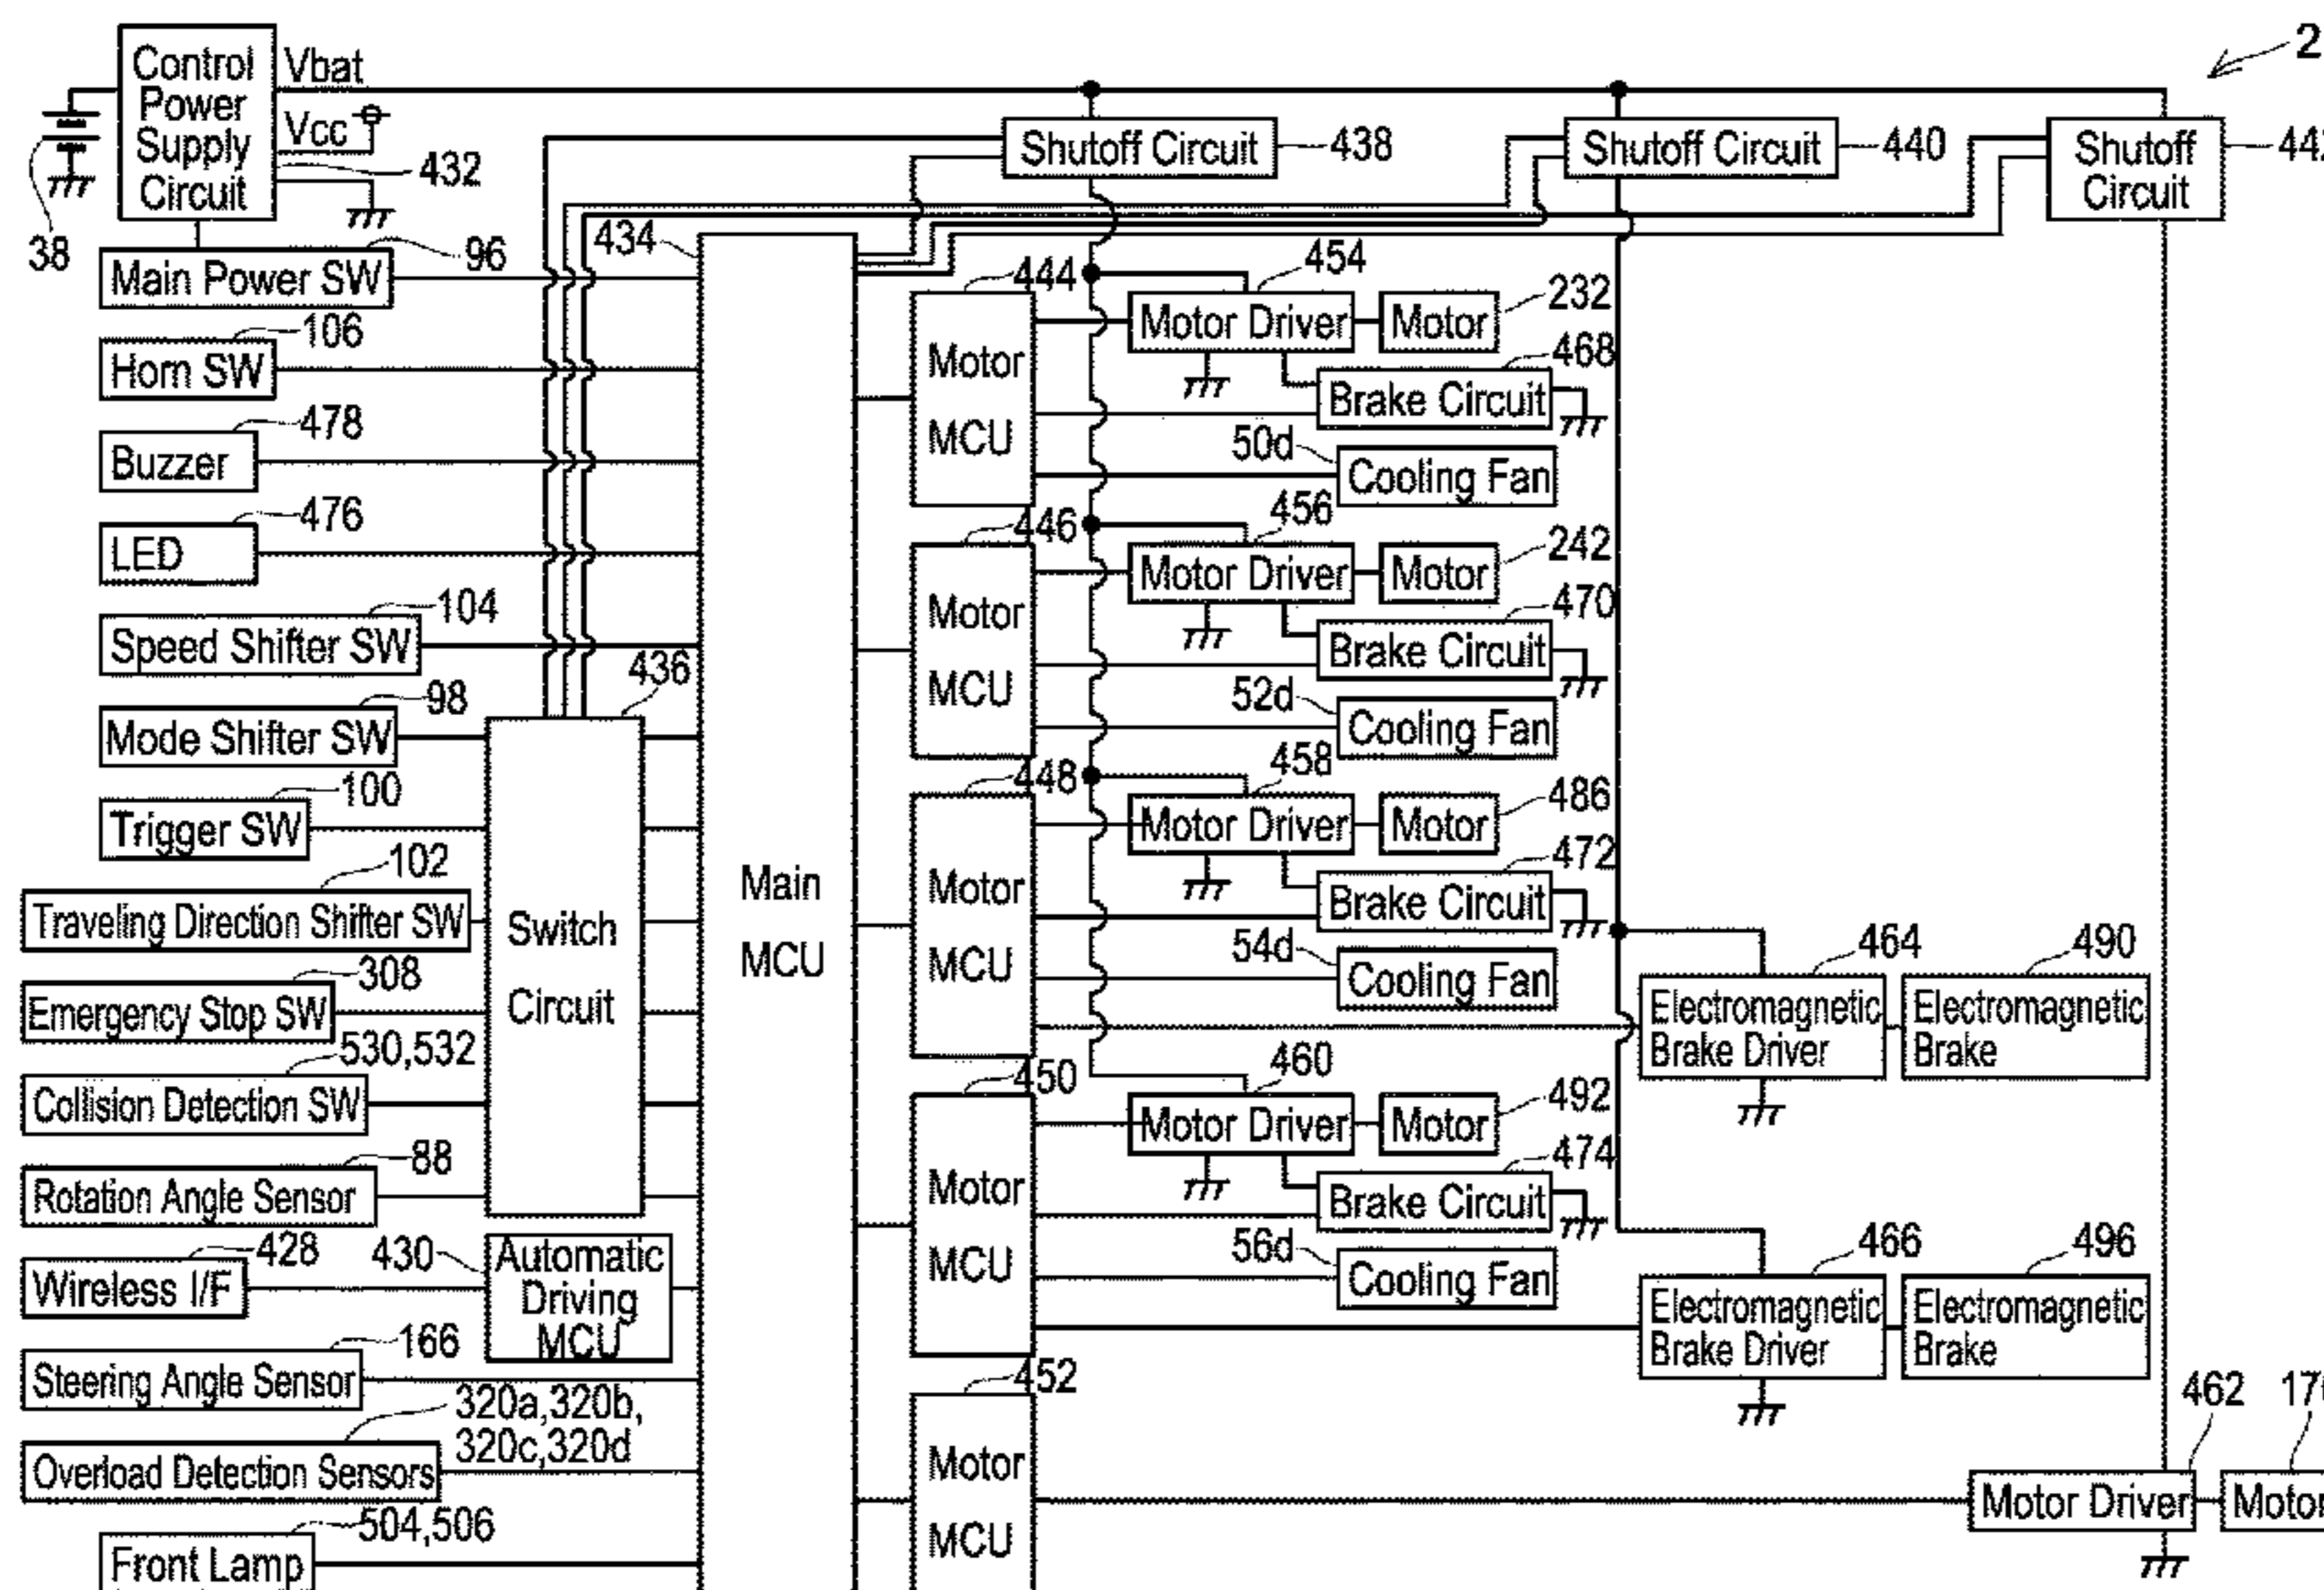 2
Control
Power
Supply
Circuit
Vbat
Vcc
432
38
Shutoff Circuit
438
Shutoff Circuit
440
Shutoff
Circuit
Main Power SW
96
434
Horn SW
106
Buzzer
478
LED
476
Speed Shifter SW
104
Mode Shifter SW
98
Trigger SW
100
Traveling Direction Shifter SW
102
Emergency Stop SW
308
Collision Detection SW
530,532
Rotation Angle Sensor
88
Wireless I/F
428
Steering Angle Sensor
166
Overload Detection Sensors
320a,320b,
320c,320d
Front Lamp
504,506
436
Switch
Circuit
430
Automatic
Driving
MCU
Main
MCU
444
Motor
MCU
454
Motor Driver
Motor
232
468
Brake Circuit
50d
Cooling Fan
446
Motor
MCU
456
Motor Driver
Motor
242
470
Brake Circuit
52d
Cooling Fan
448
Motor
MCU
458
Motor Driver
Motor
486
472
Brake Circuit
54d
Cooling Fan
464
Electromagnetic
Brake Driver
490
Electromagnetic
Brake
450
Motor
MCU
460
Motor Driver
Motor
492
474
Brake Circuit
56d
Cooling Fan
466
Electromagnetic
Brake Driver
496
Electromagnetic
Brake
452
Motor
MCU
462
Motor Driver
Motor